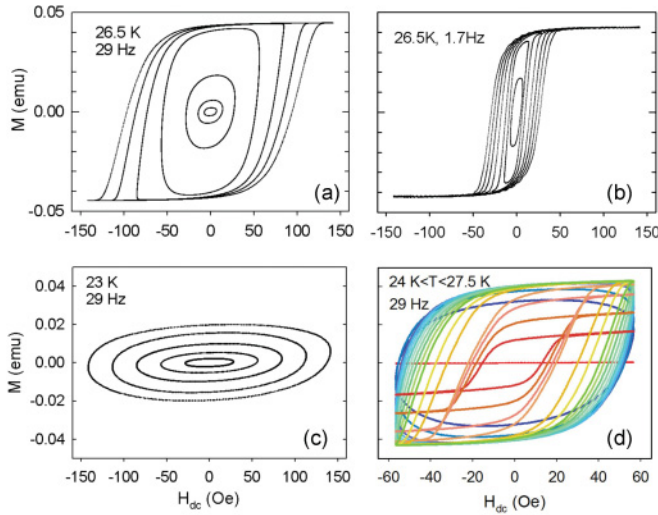 0.05
0.00
-0.05
M (emu)
26.5 K
29 Hz
(a)
-150 -100 -50 0 50 100 150
26.5K, 1.7Hz
(b)
-150 -100 -50 0 50 100 150
0.04
0.02
0.00
-0.02
-0.04
M (emu)
23 K
29 Hz
(c)
-150 -100 -50 0 50 100 150
H_dc (Oe)
24 K<T<27.5 K
29 Hz
(d)
-60 -40 -20 0 20 40 60
H_dc (Oe)